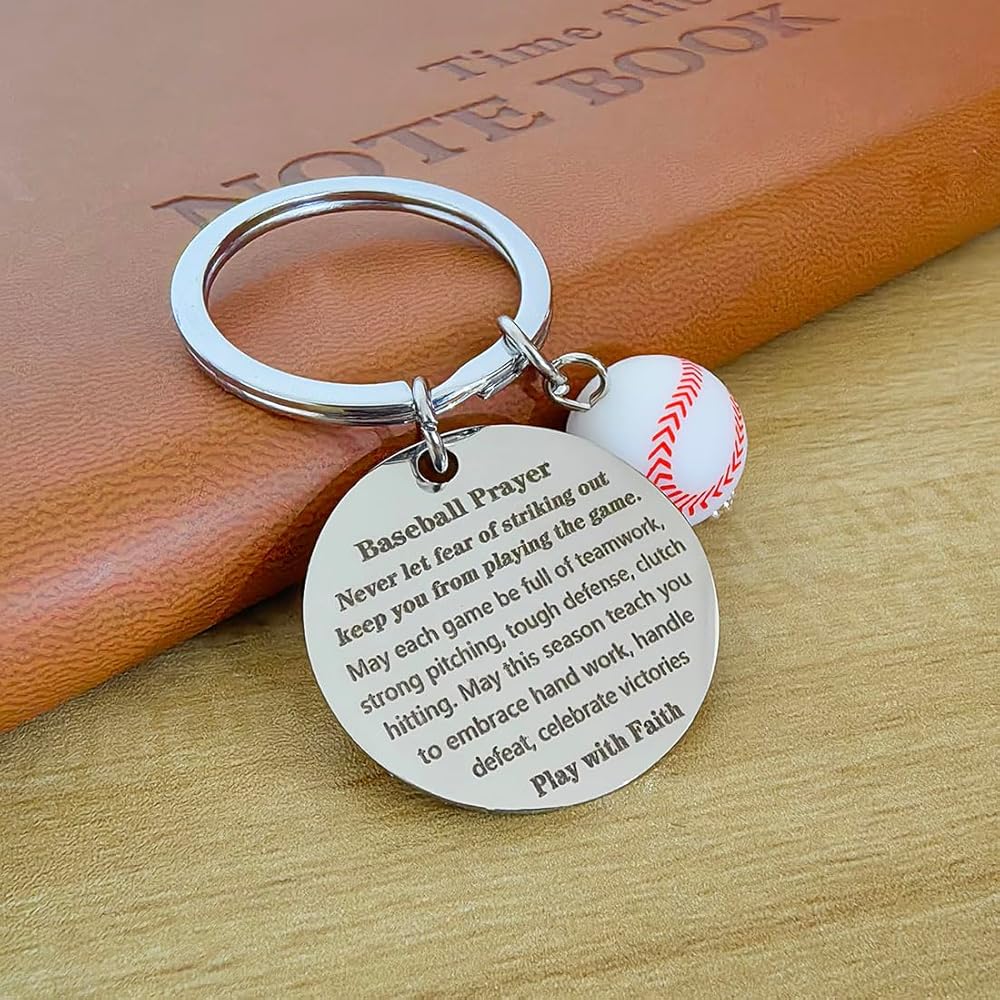 Time nic
NOTE BOOK
Baseball Prayer
Never let fear of striking out
keep you from playing the game.
May each game be full of teamwork,
strong pitching, tough defense, clutch
hitting. May this season teach you
to embrace hand work, handle
defeat, celebrate victories
Play with Faith